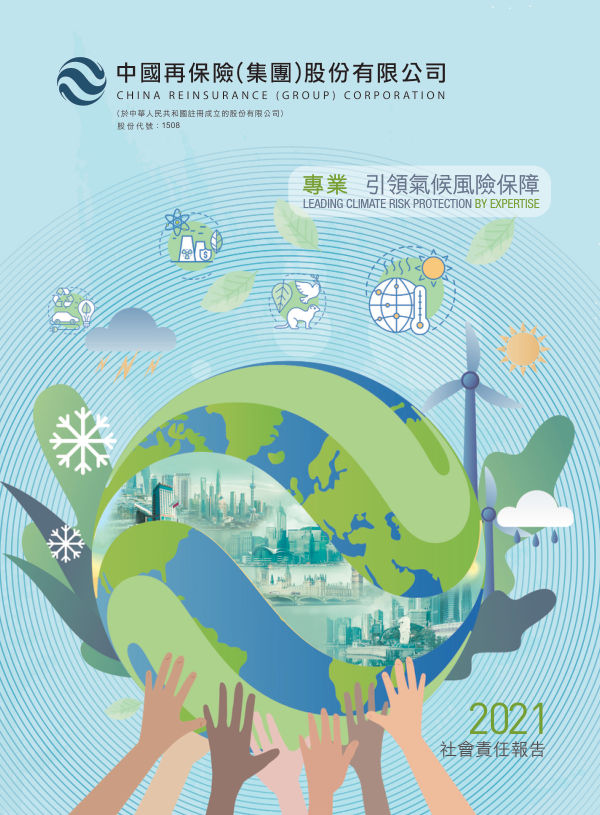 中國再保險(集團)股份有限公司
CHINA REINSURANCE (GROUP) CORPORATION
(於中華人民共和國註冊成立的股份有限公司)
股份代號：1508
專業 引領氣候風險保障
LEADING CLIMATE RISK PROTECTION BY EXPERTISE
2021
社會責任報告